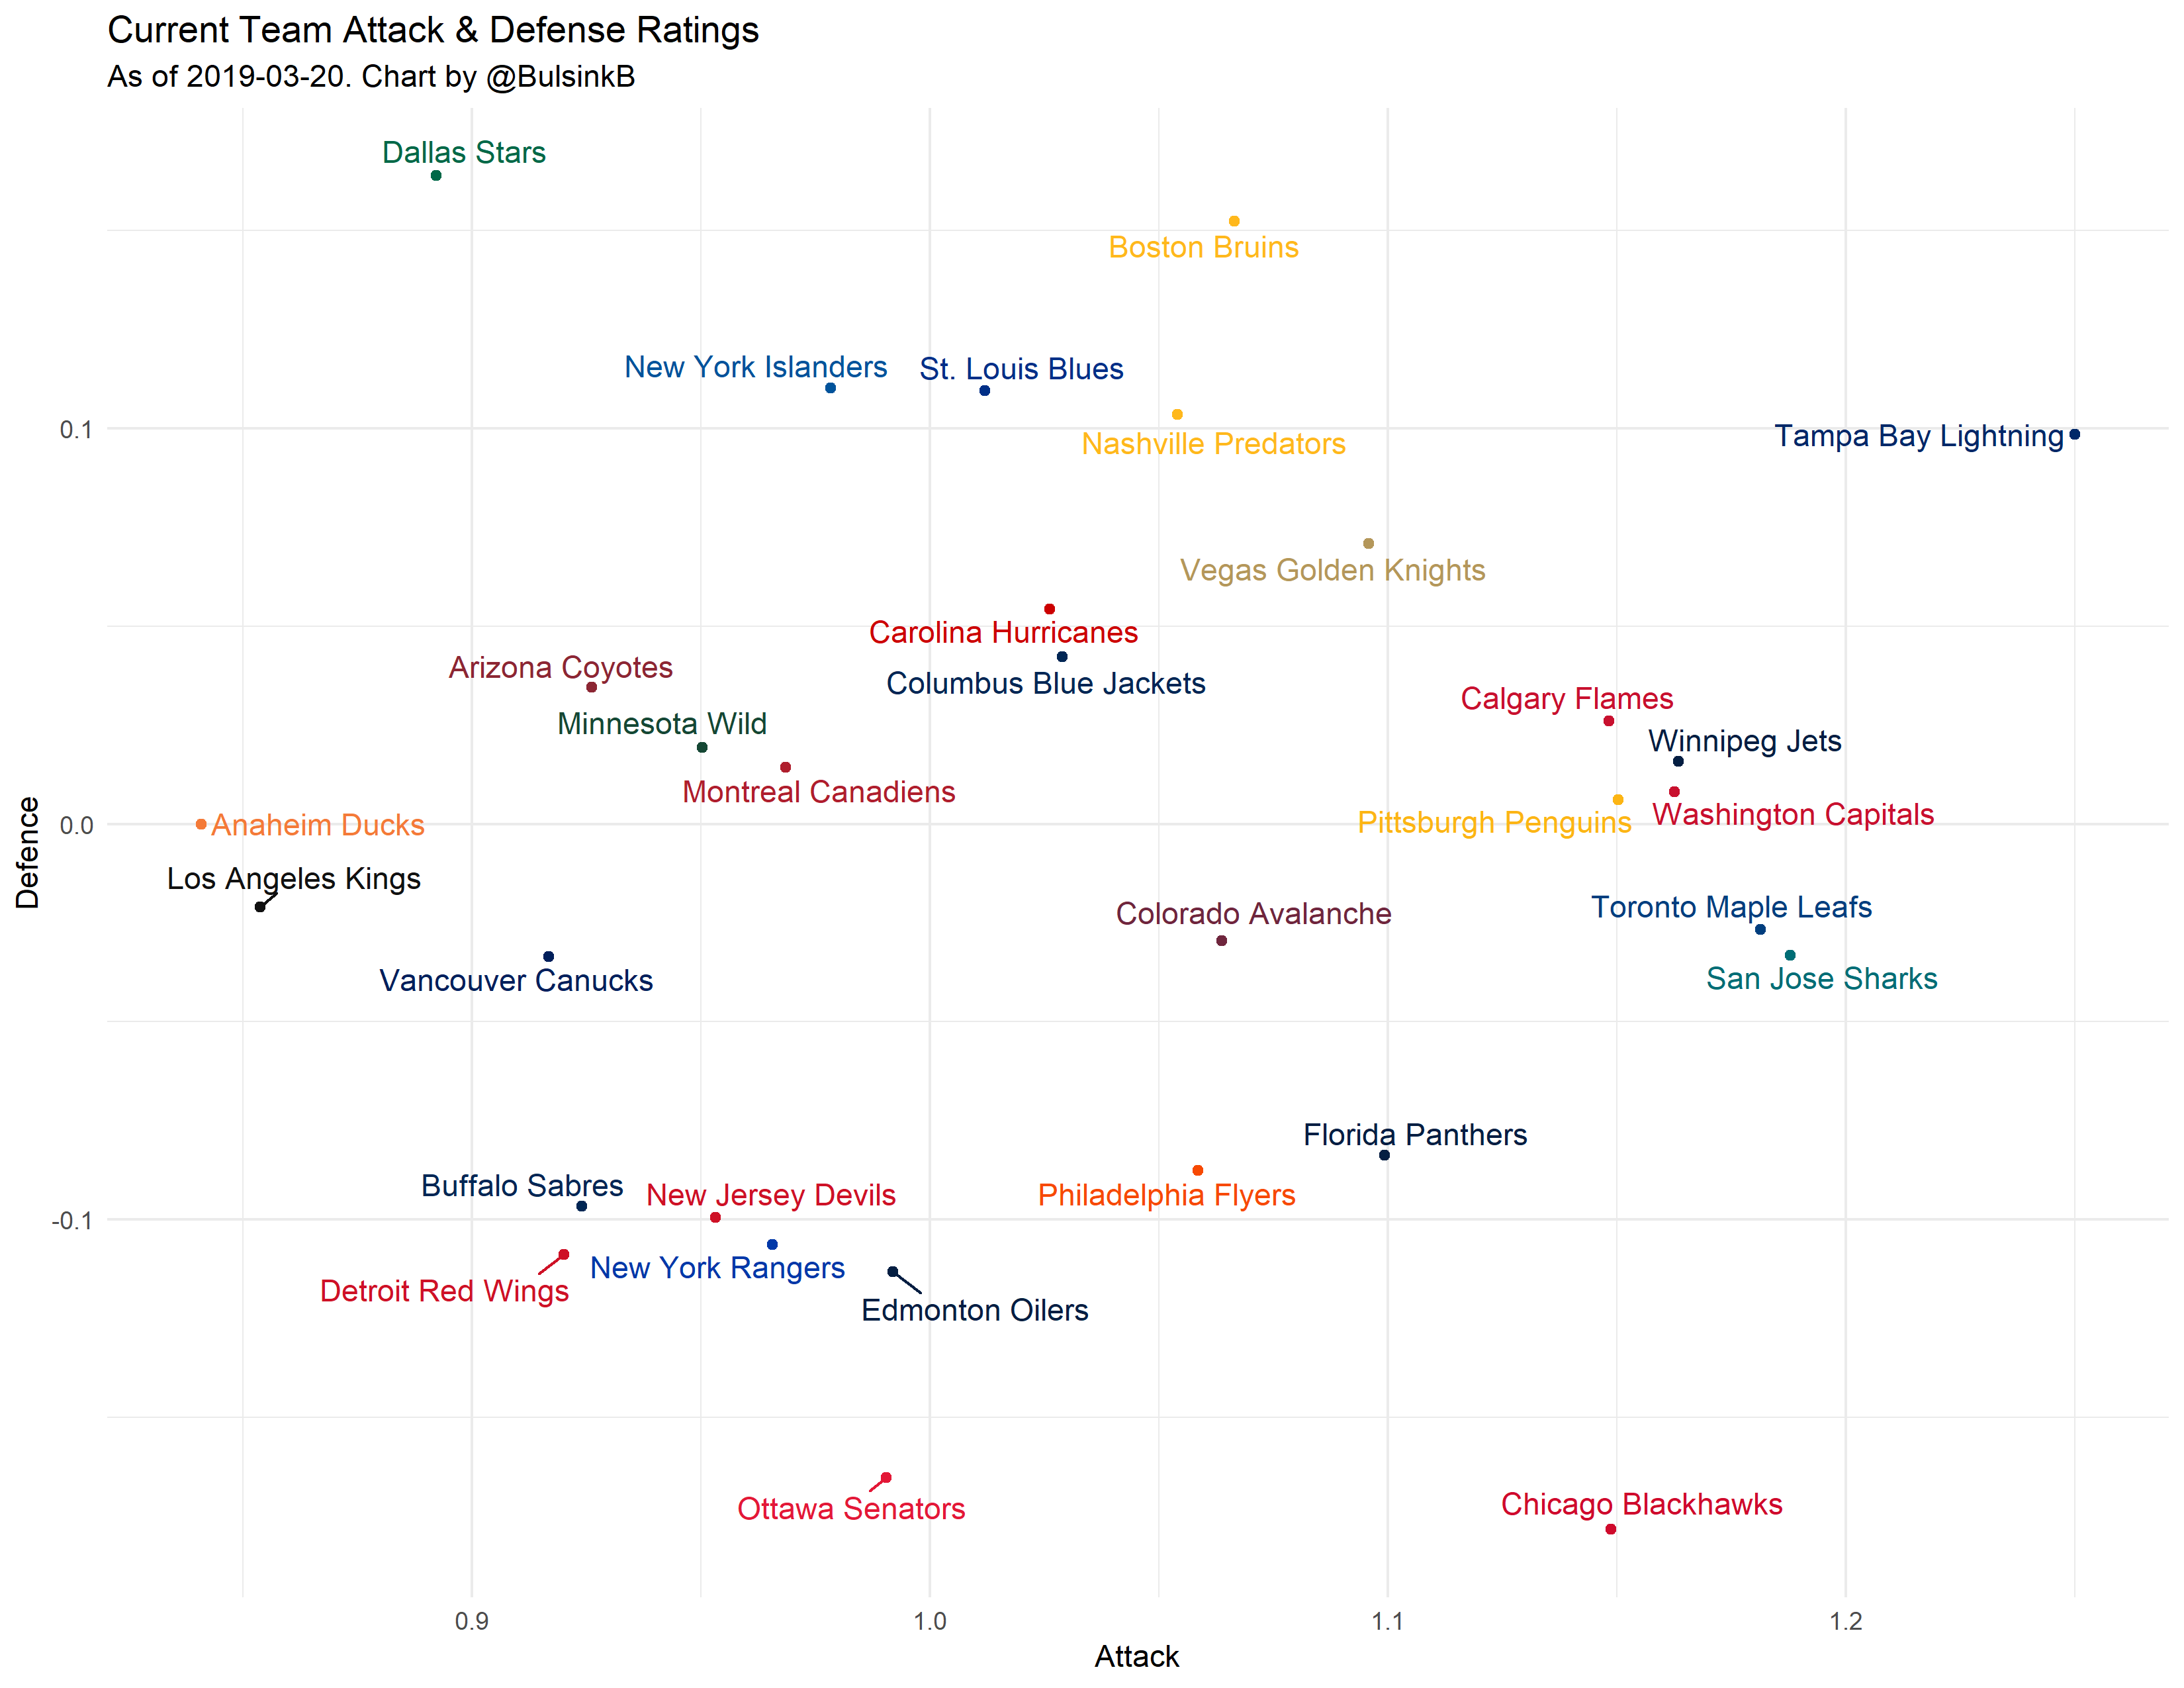 Current Team Attack & Defense Ratings
As of 2019-03-20. Chart by @BulsinkB
Dallas Stars
Boston Bruins
New York Islanders
St. Louis Blues
0.1
Nashville Predators
Tampa Bay Lightning
Vegas Golden Knights
Carolina Hurricanes
Arizona Coyotes
Columbus Blue Jackets
Calgary Flames
Minnesota Wild
Winnipeg Jets
Montreal Canadiens
Washington Capitals
Pittsburgh Penguins
0.0
Anaheim Ducks
Defence
Los Angeles Kings
Toronto Maple Leafs
Colorado Avalanche
San Jose Sharks
Vancouver Canucks
Florida Panthers
Buffalo Sabres
New Jersey Devils
Philadelphia Flyers
-0.1
New York Rangers
Detroit Red Wings
Edmonton Oilers
Chicago Blackhawks
Ottawa Senators
0.9
1.0
1.1
1.2
Attack